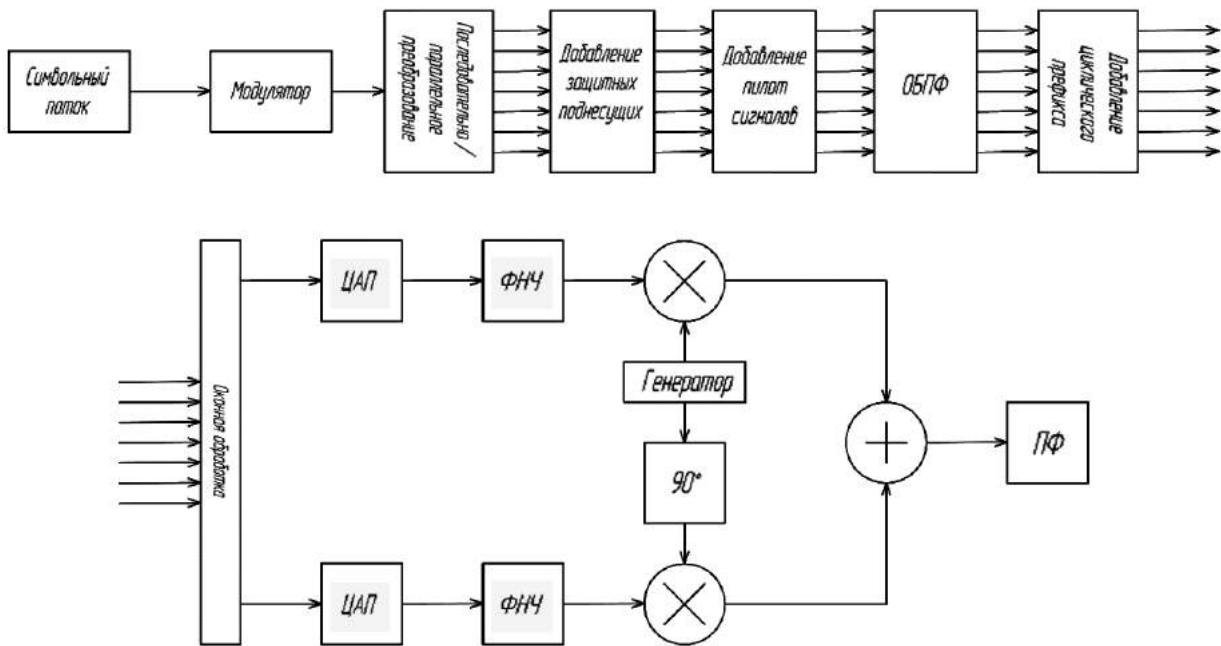 Символьный
поток
Модулятор
Последовательно /
параллельное
преобразование
Добавление
защитных
поднесущих
Добавление
пилот
сигналов
ОБПФ
Добавление
циклического
префикса
Оконная обработка
ЦАП
ФНЧ
Генератор
90°
ПФ
ЦАП
ФНЧ